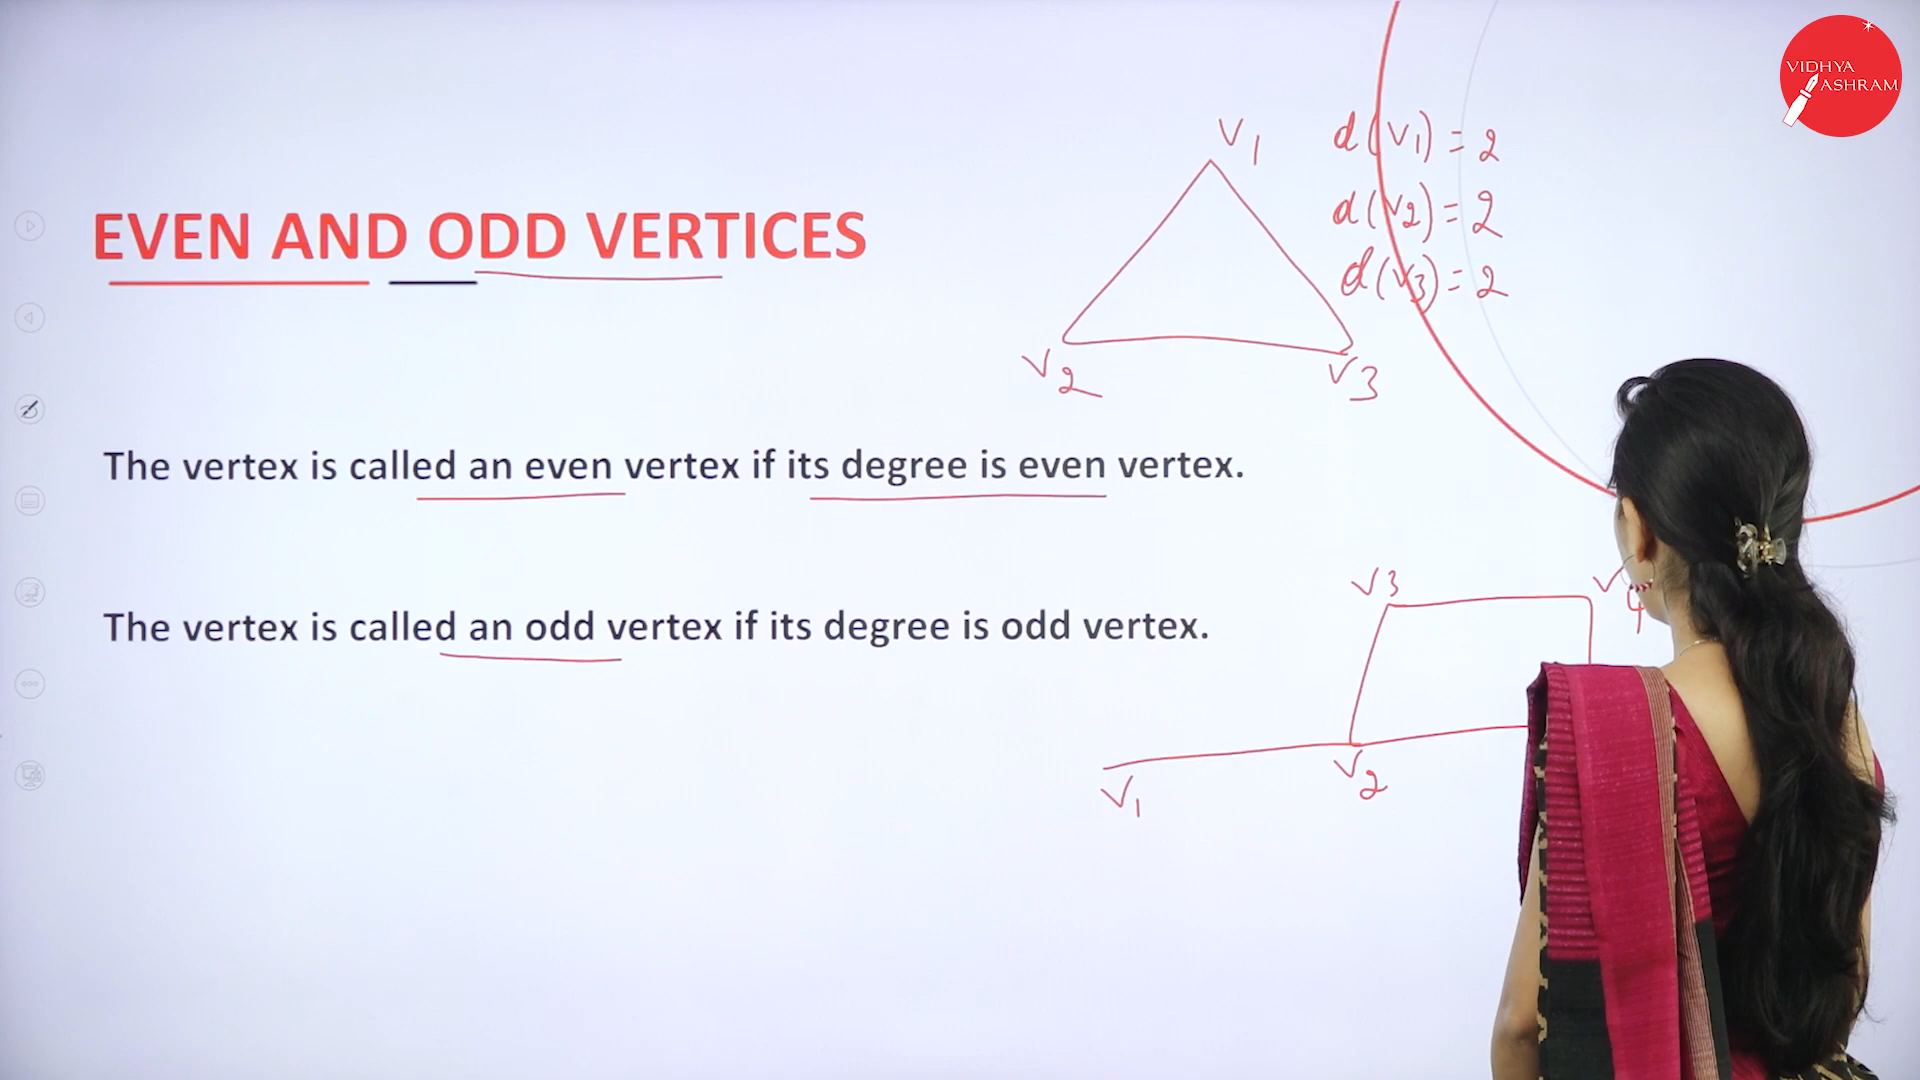 VIDHYA
ASHRAM
EVEN AND ODD VERTICES
V1
d(V1) = 2
d(V2) = 2
d(V3) = 2
V2
V3
The vertex is called an even vertex if its degree is even vertex.
The vertex is called an odd vertex if its degree is odd vertex.
V3
V4
V1
V2